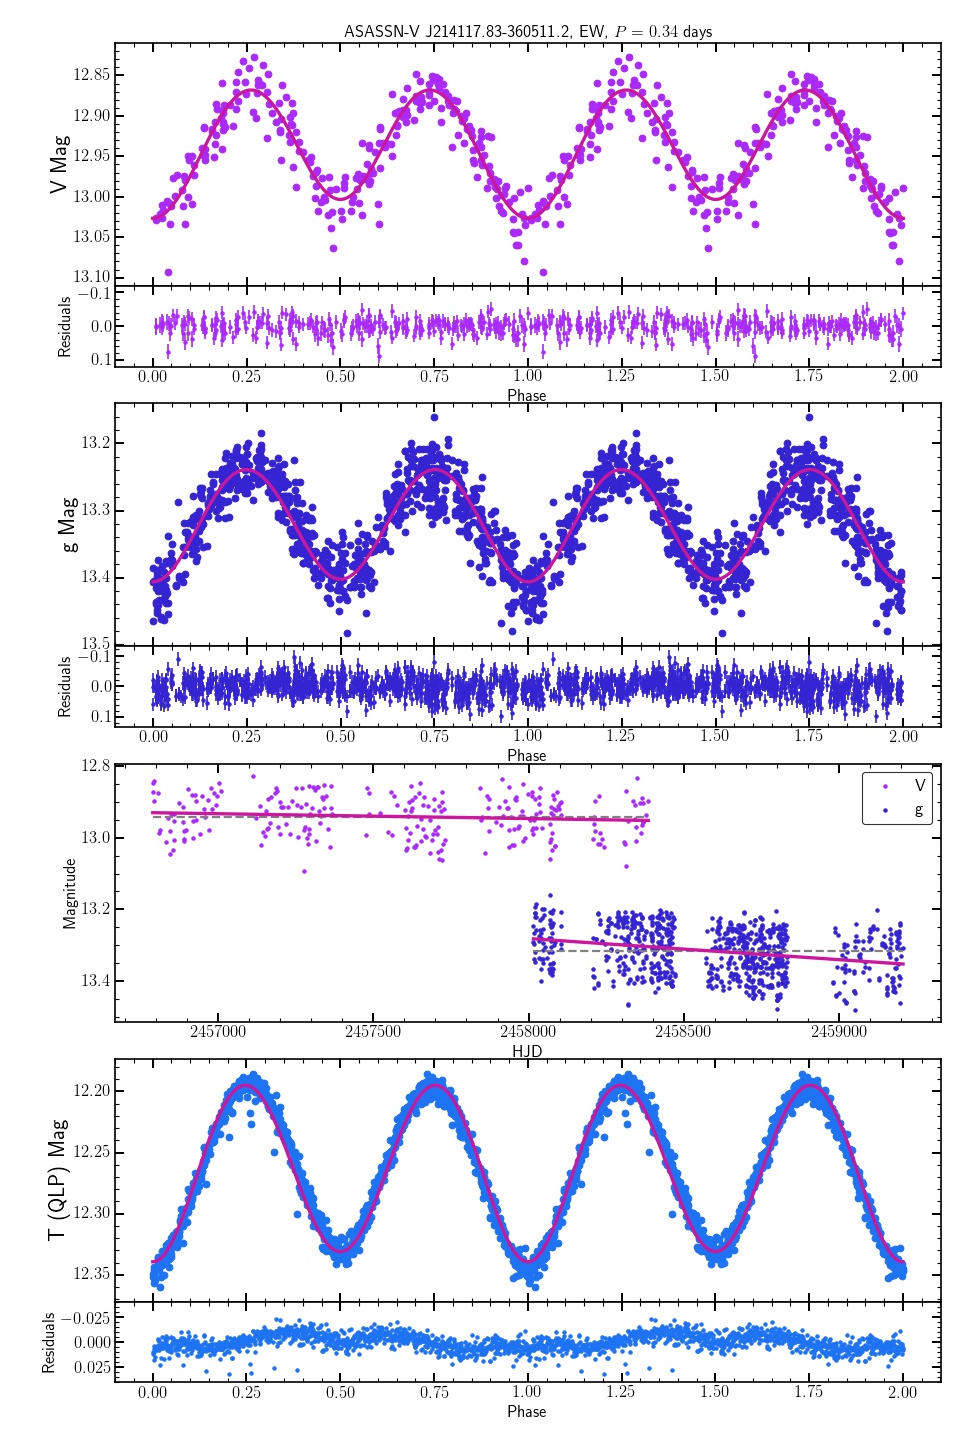 ASASSN-V J214117.83-360511.2, EW, P = 0.34 days
12.85
12.90
12.95
13.00
13.05
13.10
V Mag
−0.1
0.0
0.1
Residuals
0.00 0.25 0.50 0.75 1.00 1.25 1.50 1.75 2.00
Phase
13.2
13.3
13.4
13.5
g Mag
−0.1
0.0
0.1
Residuals
0.00 0.25 0.50 0.75 1.00 1.25 1.50 1.75 2.00
Phase
12.8
13.0
13.2
13.4
Magnitude
V
g
2457000 2457500 2458000 2458500 2459000
HJD
12.20
12.25
12.30
12.35
T (QLP) Mag
−0.025
0.000
0.025
Residuals
0.00 0.25 0.50 0.75 1.00 1.25 1.50 1.75 2.00
Phase